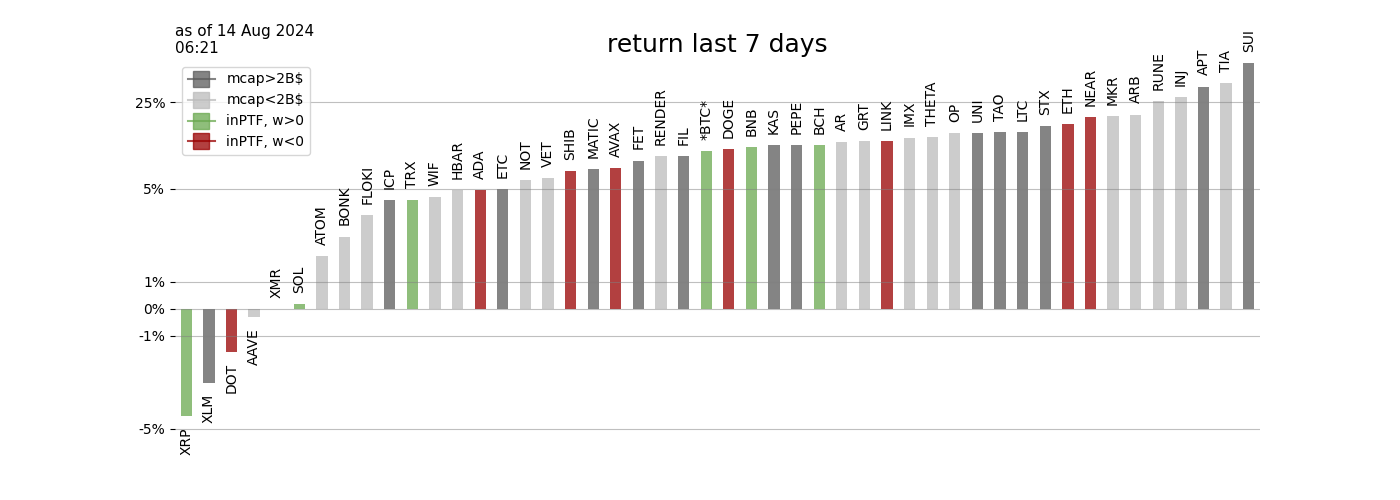 as of 14 Aug 2024
06:21
return last 7 days
mcap>2B$
mcap<2B$
inPTF, w>0
inPTF, w<0
25%
5%
1%
0%
-1%
-5%
XRP
XLM
DOT
AAVE
XMR
SOL
ATOM
BONK
FLOKI
ICP
TRX
WIF
HBAR
ADA
ETC
NOT
VET
SHIB
MATIC
AVAX
FET
RENDER
FIL
*BTC*
DOGE
BNB
KAS
PEPE
BCH
AR
GRT
LINK
IMX
THETA
OP
UNI
TAO
LTC
STX
ETH
NEAR
MKR
ARB
RUNE
INJ
APT
TIA
SUI